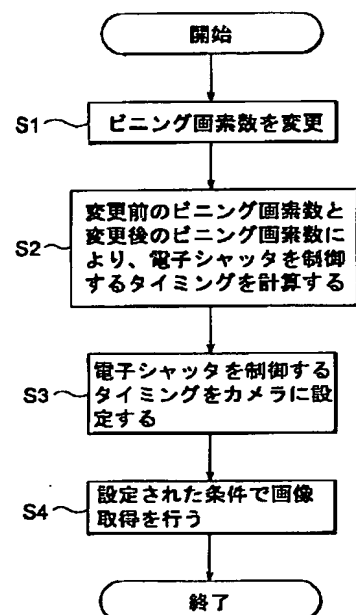 開始
S1
ビニング画素数を変更
S2
変更前のビニング画素数と
変更後のビニング画素数に
より、電子シャッタを制御
するタイミングを計算する
S3
電子シャッタを制御する
タイミングをカメラに設
定する
S4
設定された条件で画像
取得を行う
終了